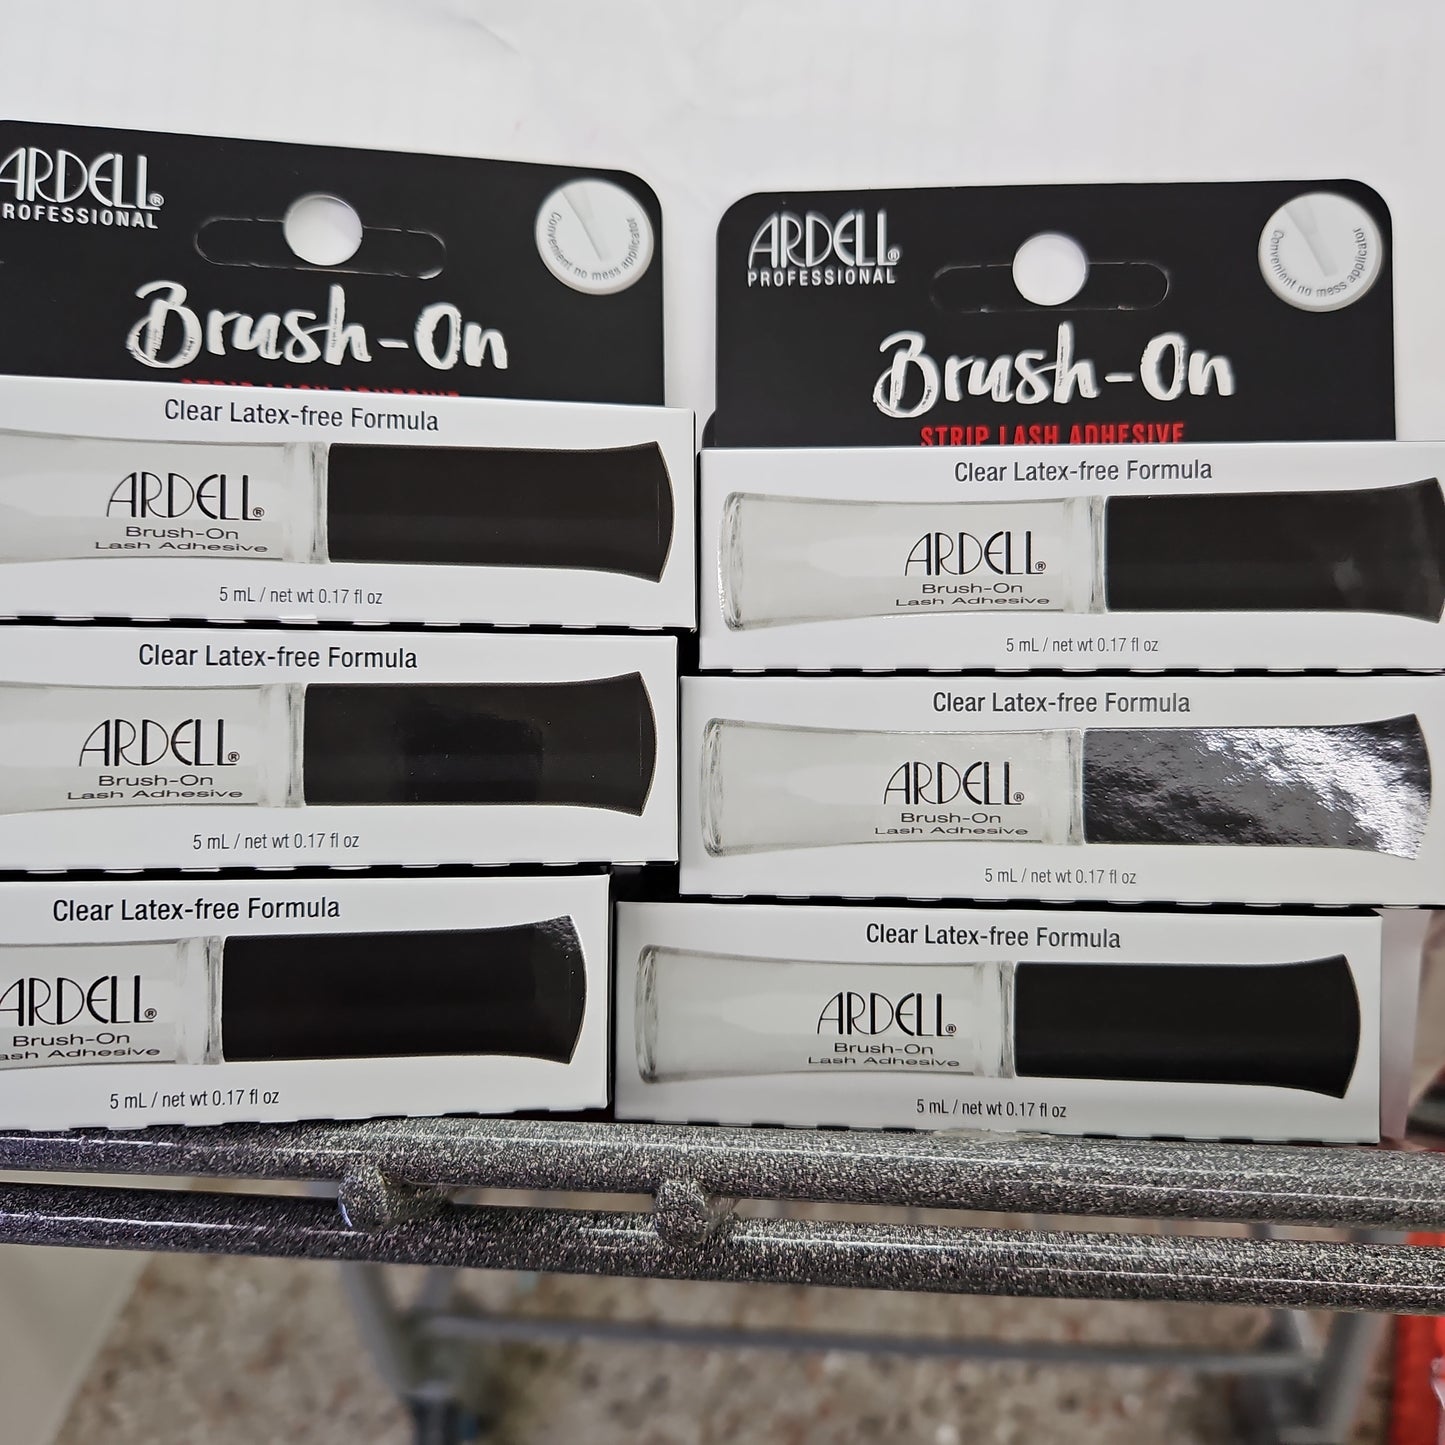 ARDELL®
PROFESSIONAL
Convenient no mess applicator
Brush-On
STRIP LASH ADHESIVE
Clear Latex-free Formula
ARDELL®
Brush-On
Lash Adhesive
5 mL / net wt 0.17 fl oz
Clear Latex-free Formula
ARDELL®
Brush-On
Lash Adhesive
5 mL / net wt 0.17 fl oz
Clear Latex-free Formula
ARDELL®
Brush-On
Lash Adhesive
5 mL / net wt 0.17 fl oz
ARDELL®
PROFESSIONAL
Convenient no mess applicator
Brush-On
STRIP LASH ADHESIVE
Clear Latex-free Formula
ARDELL®
Brush-On
Lash Adhesive
5 mL / net wt 0.17 fl oz
Clear Latex-free Formula
ARDELL®
Brush-On
Lash Adhesive
5 mL / net wt 0.17 fl oz
Clear Latex-free Formula
ARDELL®
Brush-On
Lash Adhesive
5 mL / net wt 0.17 fl oz